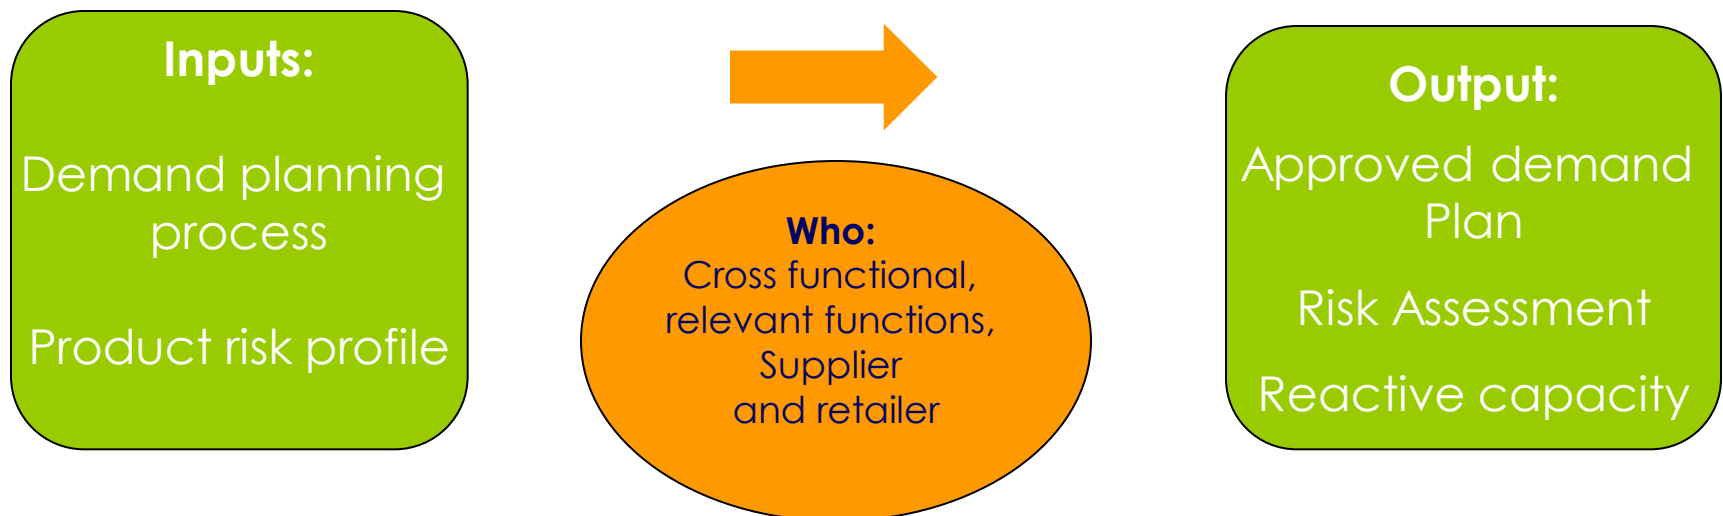 Inputs:
Demand planning
process
Product risk profile
Who:
Cross functional,
relevant functions,
Supplier
and retailer
Output:
Approved demand
Plan
Risk Assessment
Reactive capacity